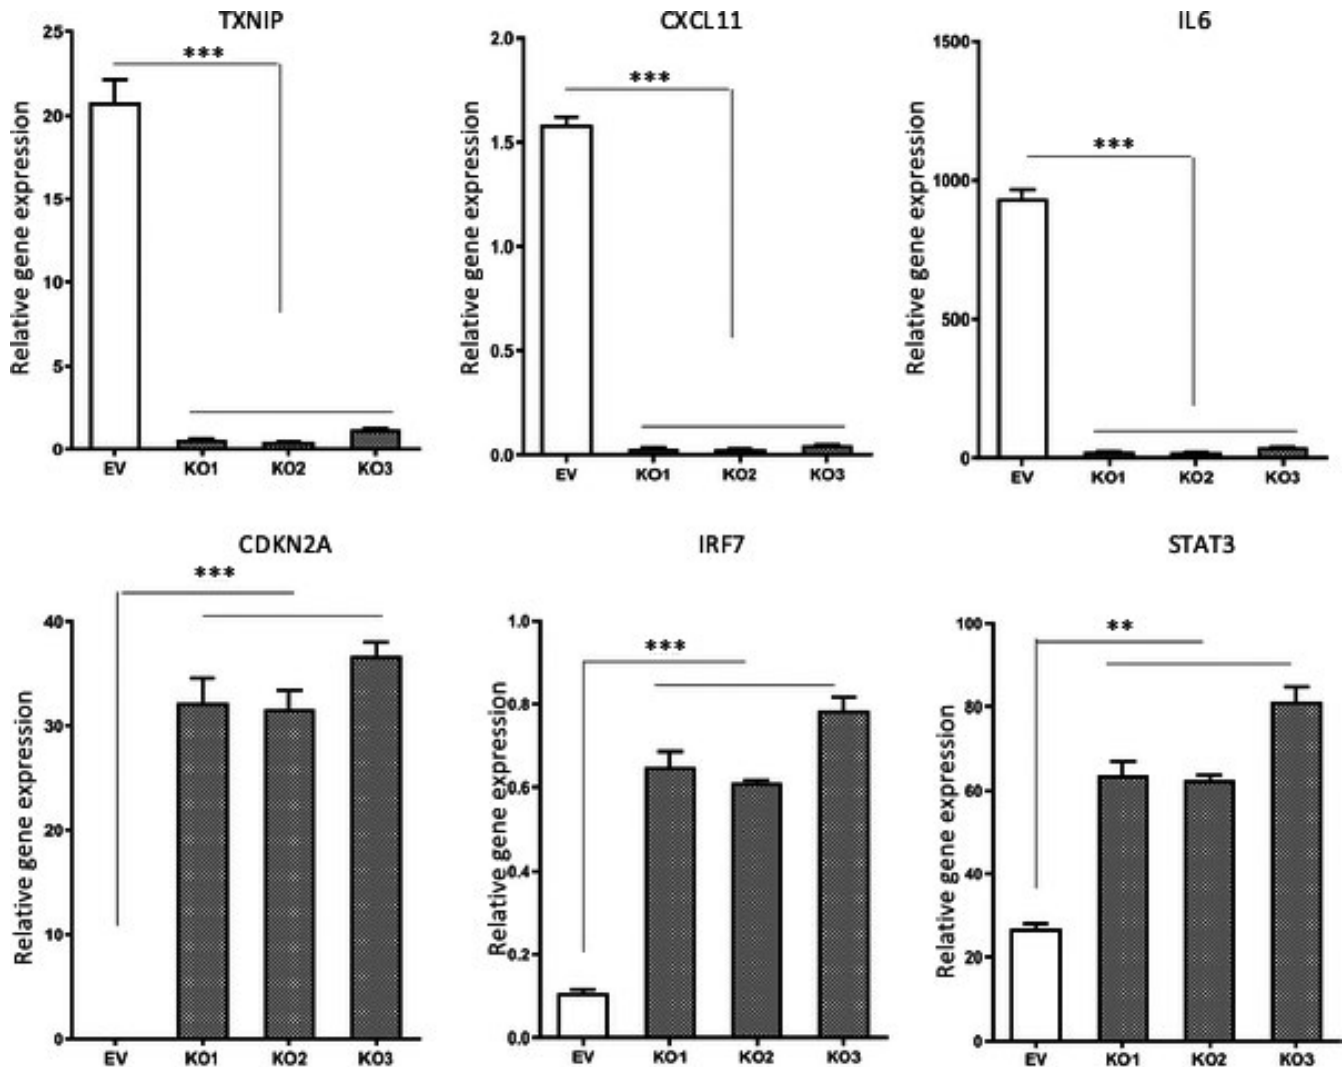 TXNIP
***
Relative gene expression
25
20
15
10
5
0
EV KO1 KO2 KO3
CXCL11
***
Relative gene expression
2.0
1.5
1.0
0.5
0.0
EV KO1 KO2 KO3
IL6
***
Relative gene expression
1500
1000
500
0
EV KO1 KO2 KO3
CDKN2A
***
Relative gene expression
40
30
20
10
0
EV KO1 KO2 KO3
IRF7
***
Relative gene expression
1.0
0.8
0.6
0.4
0.2
0.0
EV KO1 KO2 KO3
STAT3
**
Relative gene expression
100
80
60
40
20
0
EV KO1 KO2 KO3